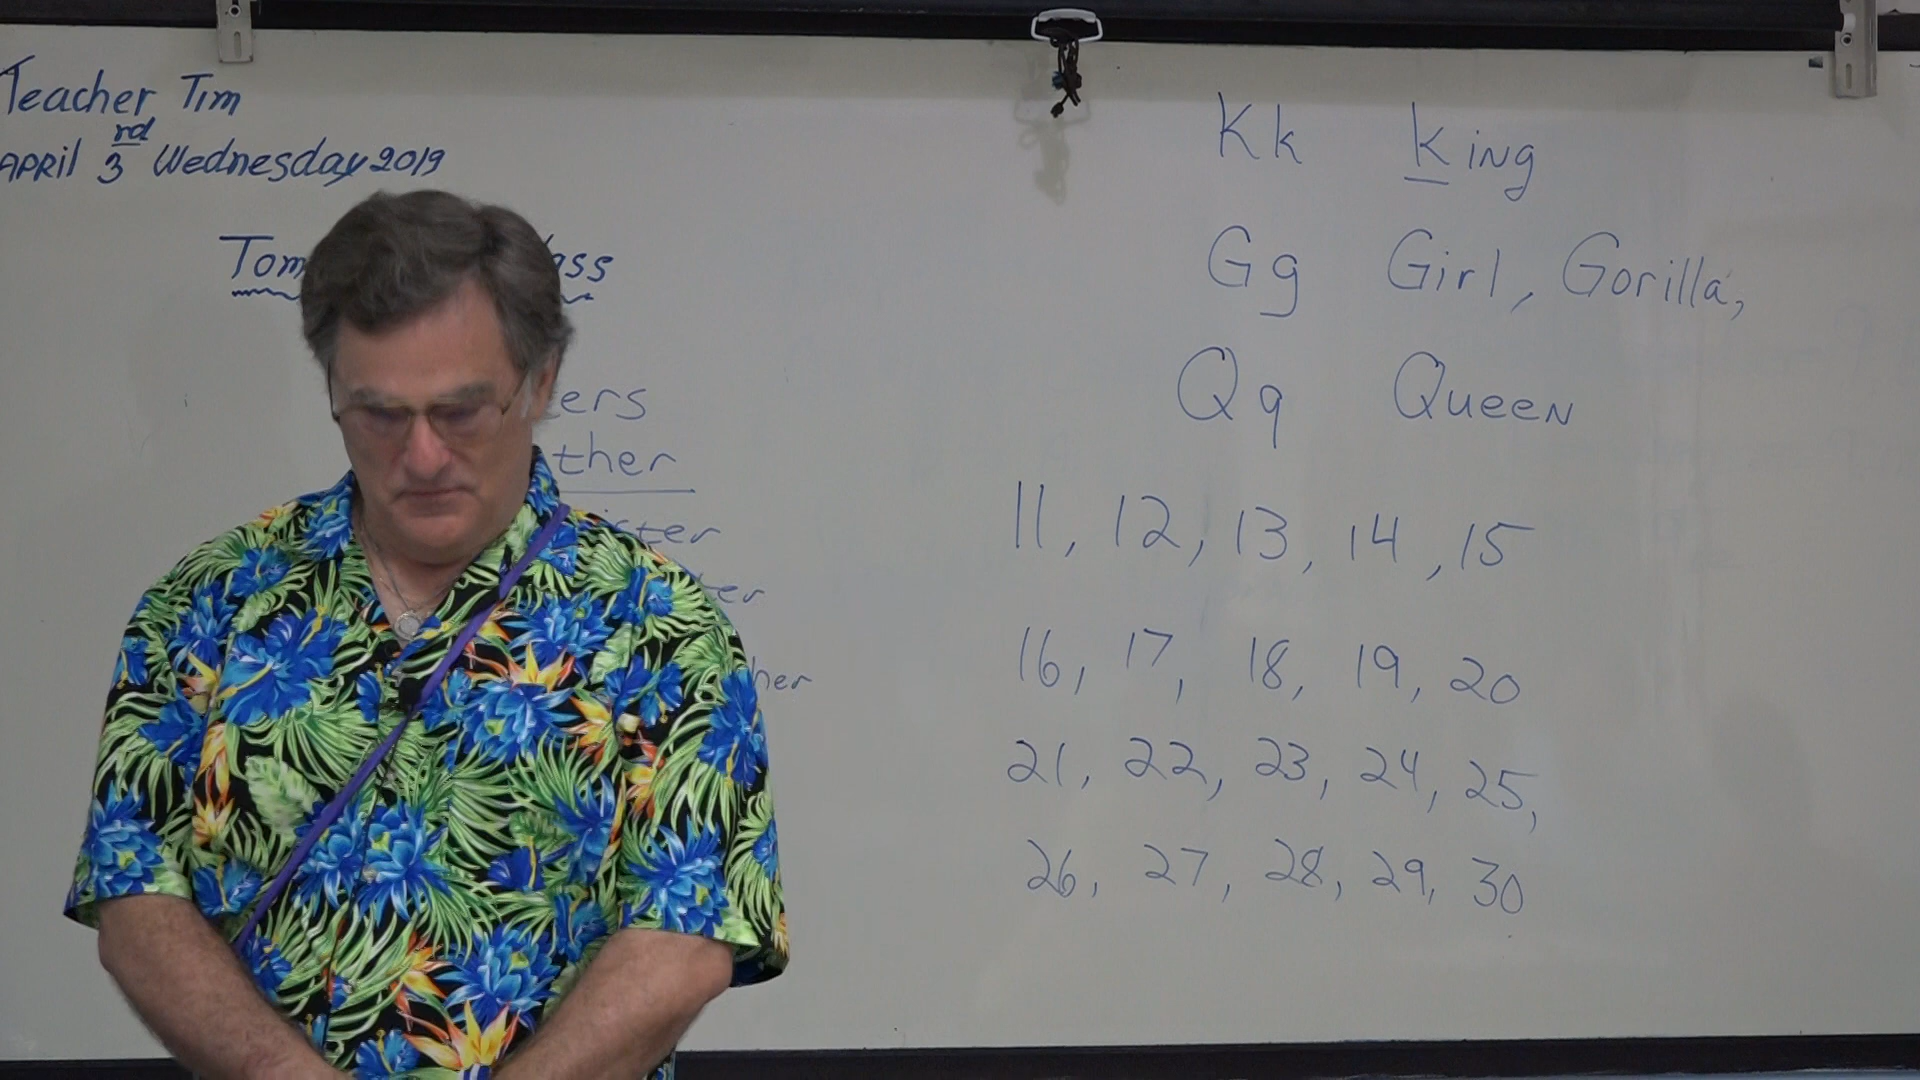 Teacher Tim
April 3rd Wednesday 2019
Kk King
Gg Girl, Gorilla,
Qq Queen
11, 12, 13, 14, 15
16, 17, 18, 19, 20
21, 22, 23, 24, 25,
26, 27, 28, 29, 30